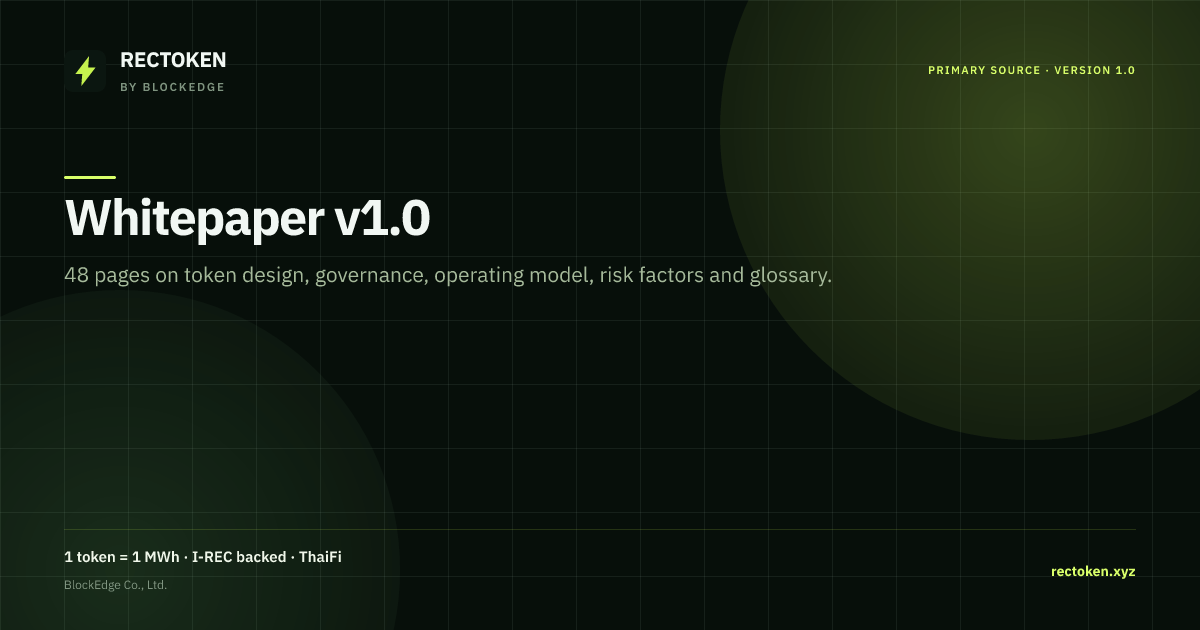 RECTOKEN
BY BLOCKEDGE
PRIMARY SOURCE · VERSION 1.0
Whitepaper v1.0
48 pages on token design, governance, operating model, risk factors and glossary.
1 token = 1 MWh · I-REC backed · ThaiFi
BlockEdge Co., Ltd.
rectoken.xyz